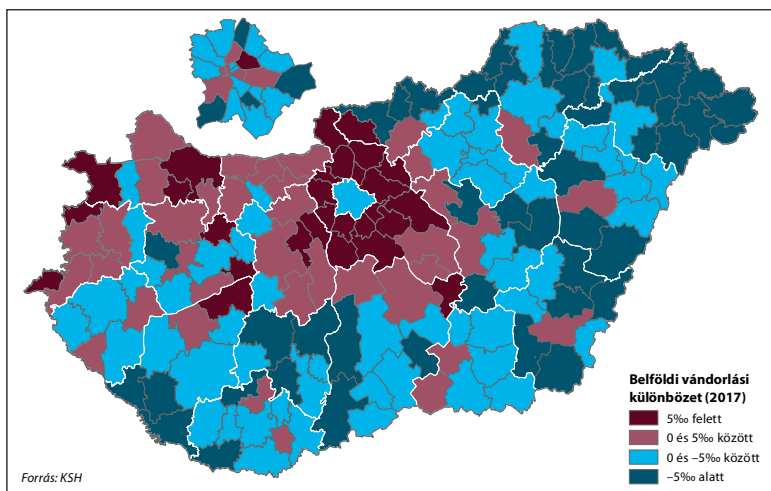 Belföldi vándorlási
különbözet (2017)
5‰ felett
0 és 5‰ között
0 és –5‰ között
–5‰ alatt
Forrás: KSH